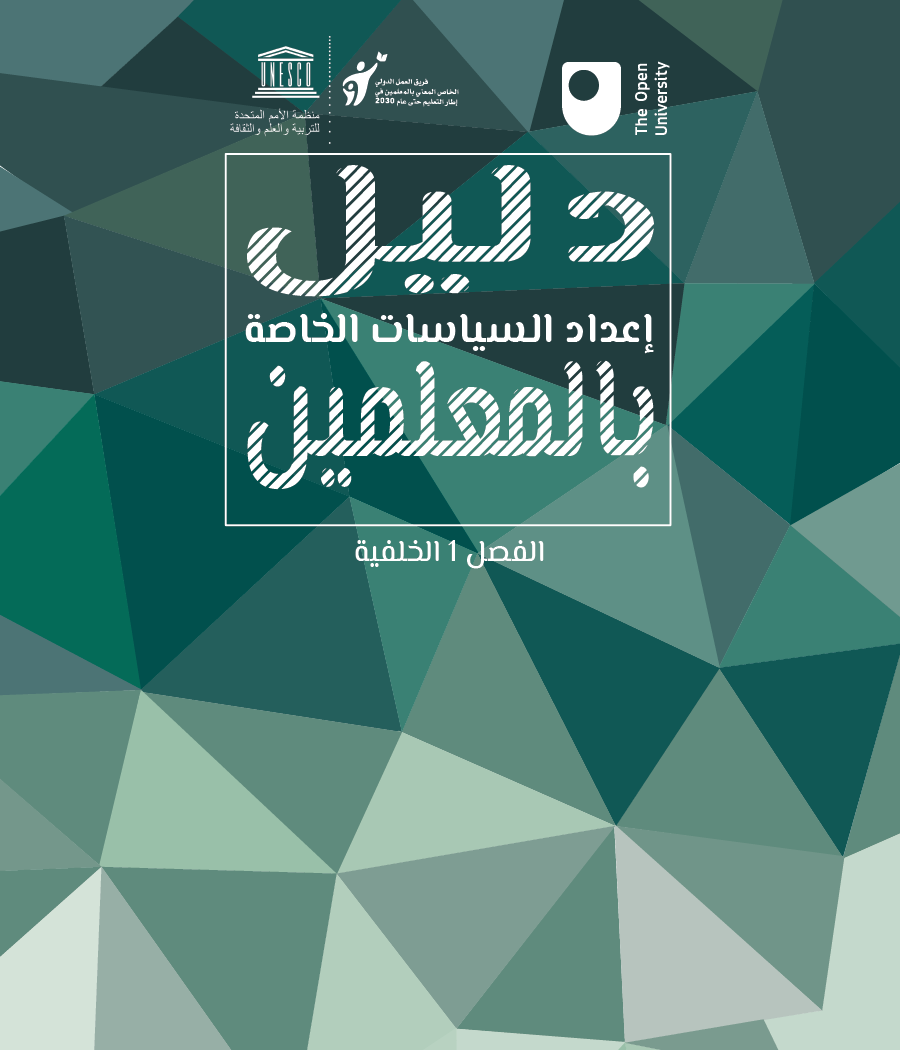 UNESCO
منظمة الأمم المتحدة
للتربية والعلم والثقافة
فريق العمل الدولي
الخاص المعني بالمعلمين في
إطار التعليم حتى عام 2030
The Open
University
دليل
إعداد السياسات الخاصة
بالمعلمين
الفصل 1 الخلفية